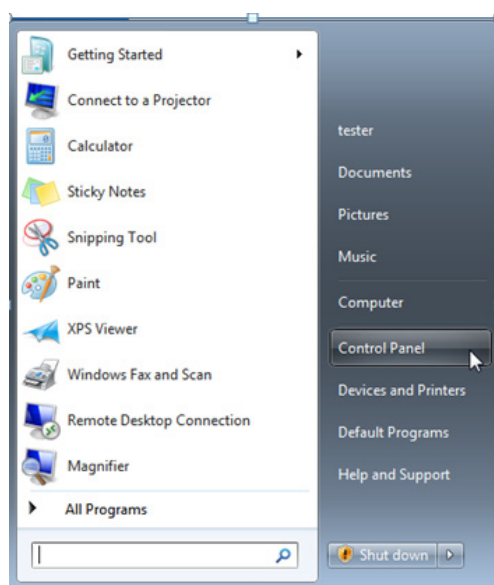 Getting Started
Connect to a Projector
Calculator
Sticky Notes
Snipping Tool
Paint
XPS Viewer
Windows Fax and Scan
Remote Desktop Connection
Magnifier
All Programs
tester
Documents
Pictures
Music
Computer
Control Panel
Devices and Printers
Default Programs
Help and Support
Shut down